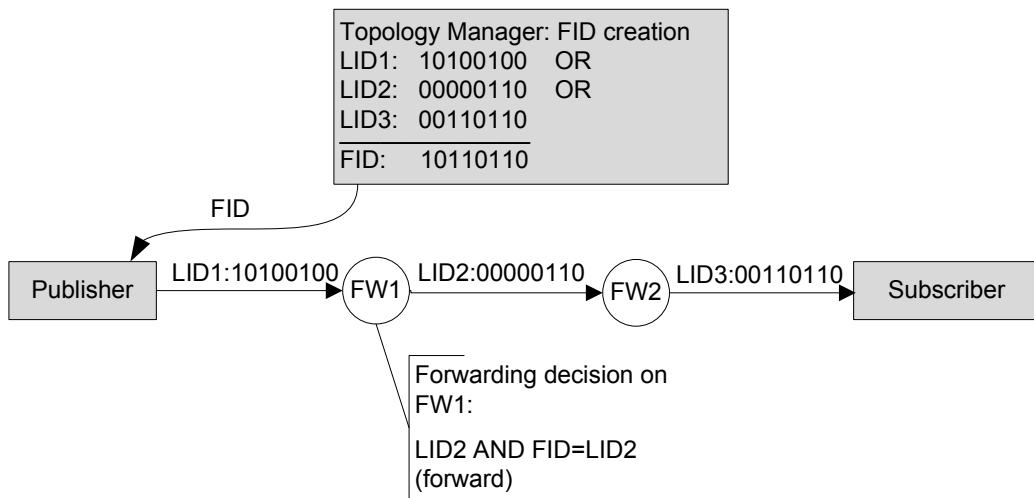 Topology Manager: FID creation
LID1: 10100100 OR
LID2: 00000110 OR
LID3: 00110110
FID: 10110110
FID
Publisher
LID1:10100100
FW1
LID2:00000110
FW2
LID3:00110110
Subscriber
Forwarding decision on
FW1:
LID2 AND FID=LID2
(forward)